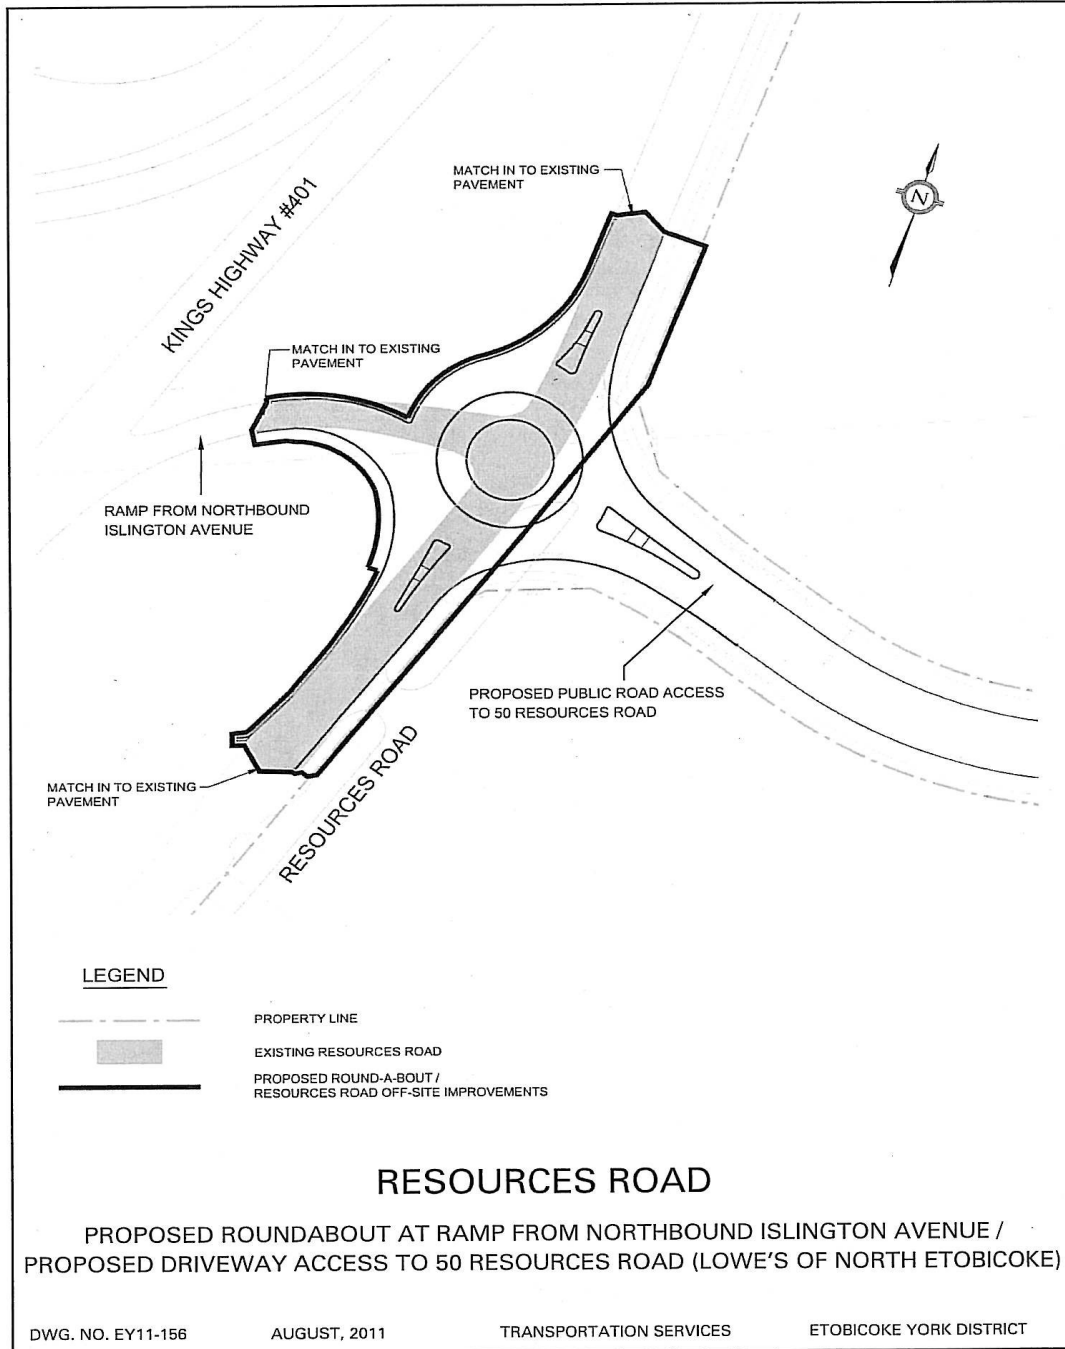 MATCH IN TO EXISTING
PAVEMENT
N
KINGS HIGHWAY #401
MATCH IN TO EXISTING
PAVEMENT
RAMP FROM NORTHBOUND
ISLINGTON AVENUE
PROPOSED PUBLIC ROAD ACCESS
TO 50 RESOURCES ROAD
MATCH IN TO EXISTING
PAVEMENT
RESOURCES ROAD
LEGEND
PROPERTY LINE
EXISTING RESOURCES ROAD
PROPOSED ROUND-A-BOUT /
RESOURCES ROAD OFF-SITE IMPROVEMENTS
RESOURCES ROAD
PROPOSED ROUNDABOUT AT RAMP FROM NORTHBOUND ISLINGTON AVENUE /
PROPOSED DRIVEWAY ACCESS TO 50 RESOURCES ROAD (LOWE'S OF NORTH ETOBICOKE)
DWG. NO. EY11-156 AUGUST, 2011 TRANSPORTATION SERVICES ETOBICOKE YORK DISTRICT